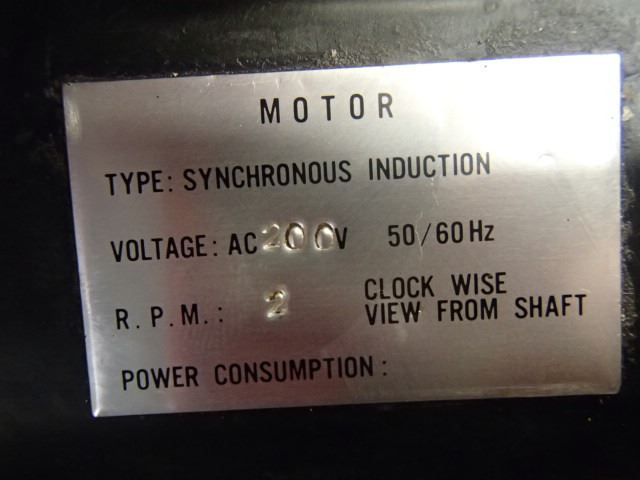 MOTOR
TYPE: SYNCHRONOUS INDUCTION
VOLTAGE: AC 200V 50/60Hz
R.P.M.: 2 CLOCK WISE
VIEW FROM SHAFT
POWER CONSUMPTION: